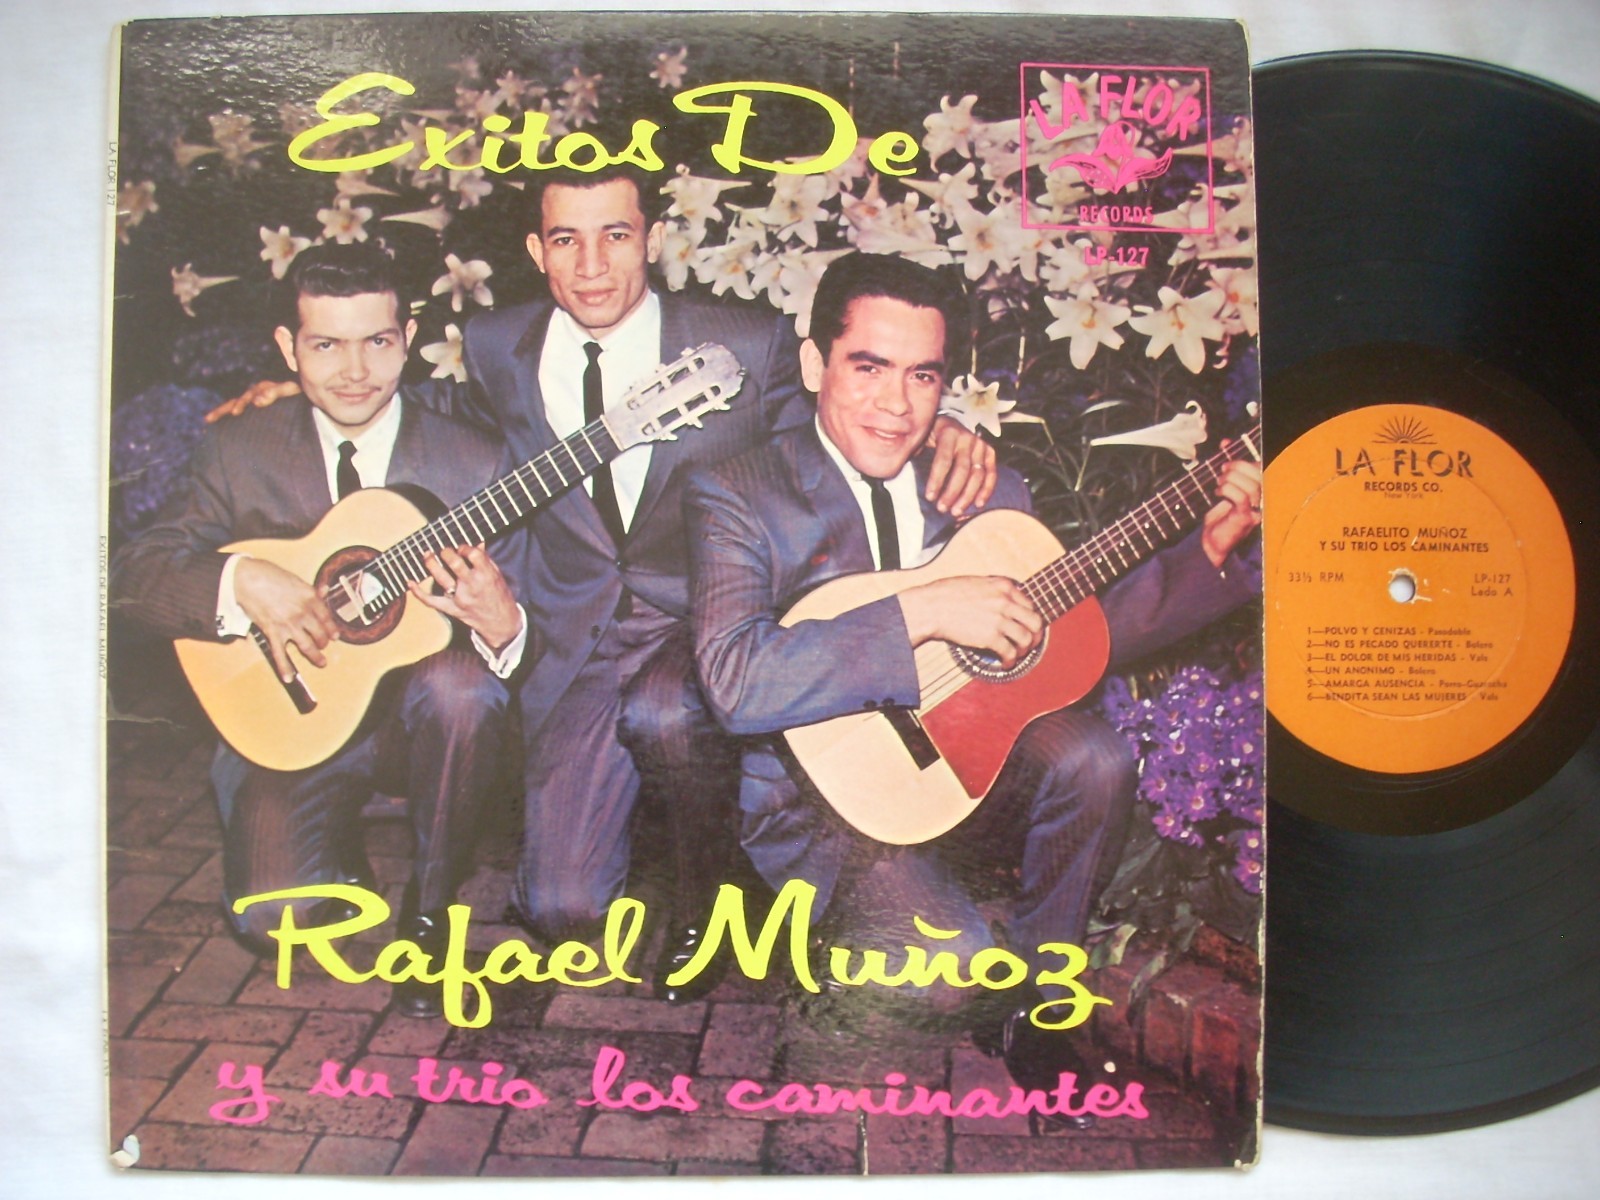 Exitos De
LA FLOR
RECORDS
LP-127
Rafael Muñoz
y su trio los caminantes
LA FLOR 127
EXITOS DE RAFAEL MUÑOZ
LA FLOR
RECORDS CO.
New York
RAFAELITO MUÑOZ
Y SU TRIO LOS CAMINANTES
33⅓ RPM
LP-127
Lado A
1—POLVO Y CENIZAS - Pasodoble
2—NO ES PECADO QUERERTE - Bolero
3—EL DOLOR DE MIS HERIDAS - Vals
4—UN ANONIMO - Bolero
5—AMARGA AUSENCIA - Porro-Guaracha
6—BENDITA SEAN LAS MUJERES - Vals